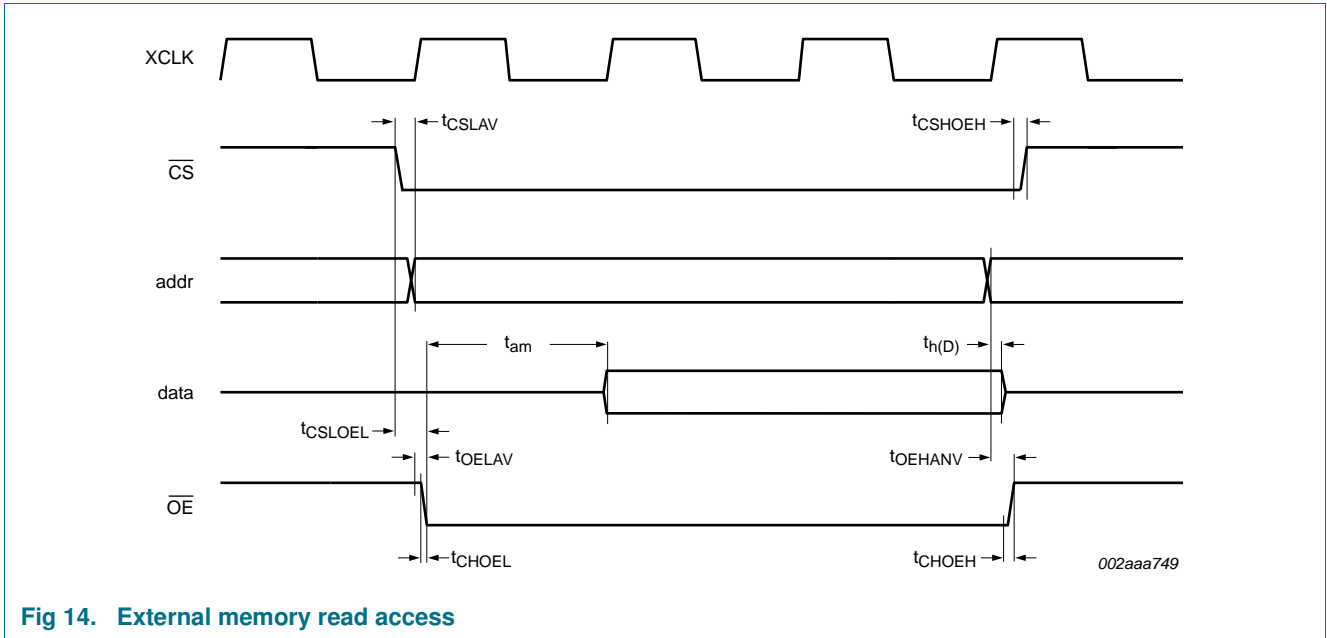 XCLK
tCSLAV
tCSHOEH
CS
addr
tam
th(D)
data
tCSLOEL
tOELAV
tOEHANV
OE
tCHOEL
tCHOEH
002aaa749
Fig 14. External memory read access